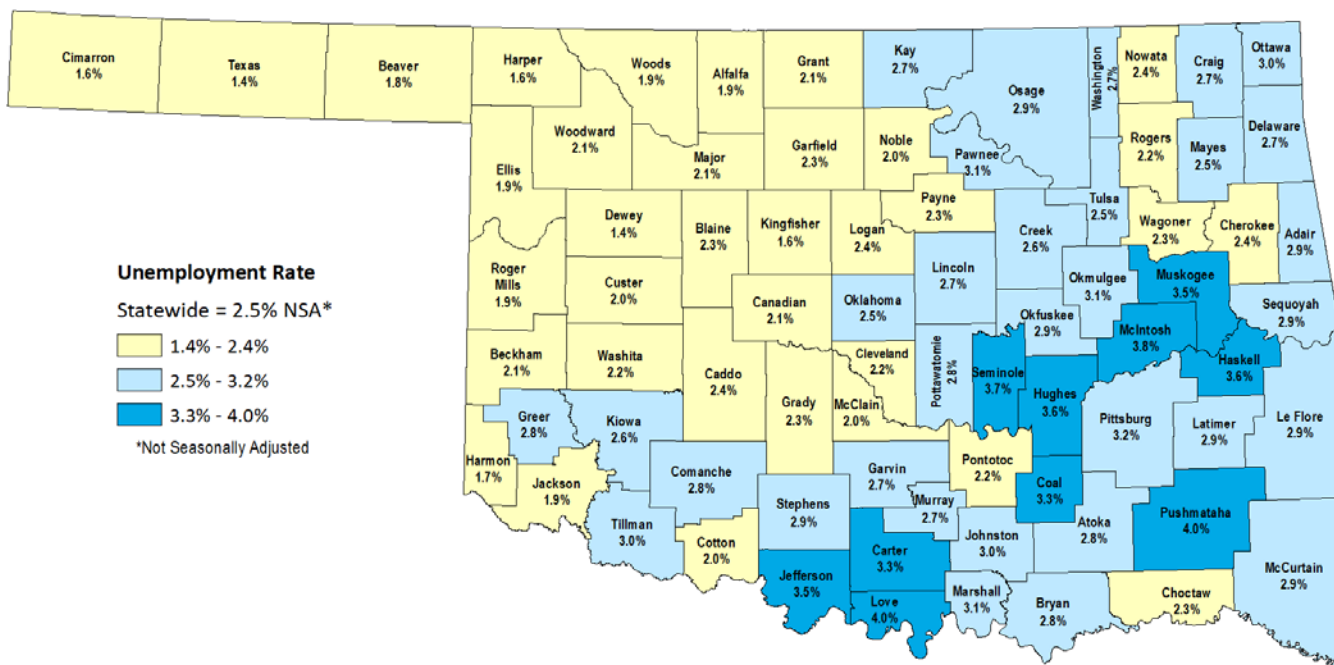 Cimarron
1.6%
Texas
1.4%
Beaver
1.8%
Harper
1.6%
Woods
1.9%
Alfalfa
1.9%
Grant
2.1%
Kay
2.7%
Osage
2.9%
Washington
2.7%
Nowata
2.4%
Craig
2.7%
Ottawa
3.0%
Woodward
2.1%
Ellis
1.9%
Major
2.1%
Garfield
2.3%
Noble
2.0%
Pawnee
3.1%
Rogers
2.2%
Mayes
2.5%
Delaware
2.7%
Dewey
1.4%
Blaine
2.3%
Kingfisher
1.6%
Logan
2.4%
Payne
2.3%
Creek
2.6%
Tulsa
2.5%
Wagoner
2.3%
Cherokee
2.4%
Adair
2.9%
Roger
Mills
1.9%
Custer
2.0%
Canadian
2.1%
Oklahoma
2.5%
Lincoln
2.7%
Okfuskee
2.9%
Okmulgee
3.1%
Muskogee
3.5%
Sequoyah
2.9%
Unemployment Rate
Statewide = 2.5% NSA*
1.4% - 2.4%
2.5% - 3.2%
3.3% - 4.0%
*Not Seasonally Adjusted
Beckham
2.1%
Washita
2.2%
Caddo
2.4%
Grady
2.3%
Cleveland
2.2%
McClain
2.0%
Pottawatomie
2.8%
Seminole
3.7%
Hughes
3.6%
McIntosh
3.8%
Haskell
3.6%
Pittsburg
3.2%
Latimer
2.9%
Le Flore
2.9%
Greer
2.8%
Kiowa
2.6%
Harmon
1.7%
Jackson
1.9%
Comanche
2.8%
Garvin
2.7%
Pontotoc
2.2%
Coal
3.3%
Tillman
3.0%
Cotton
2.0%
Stephens
2.9%
Murray
2.7%
Carter
3.3%
Johnston
3.0%
Atoka
2.8%
Pushmataha
4.0%
McCurtain
2.9%
Jefferson
3.5%
Love
4.0%
Marshall
3.1%
Bryan
2.8%
Choctaw
2.3%